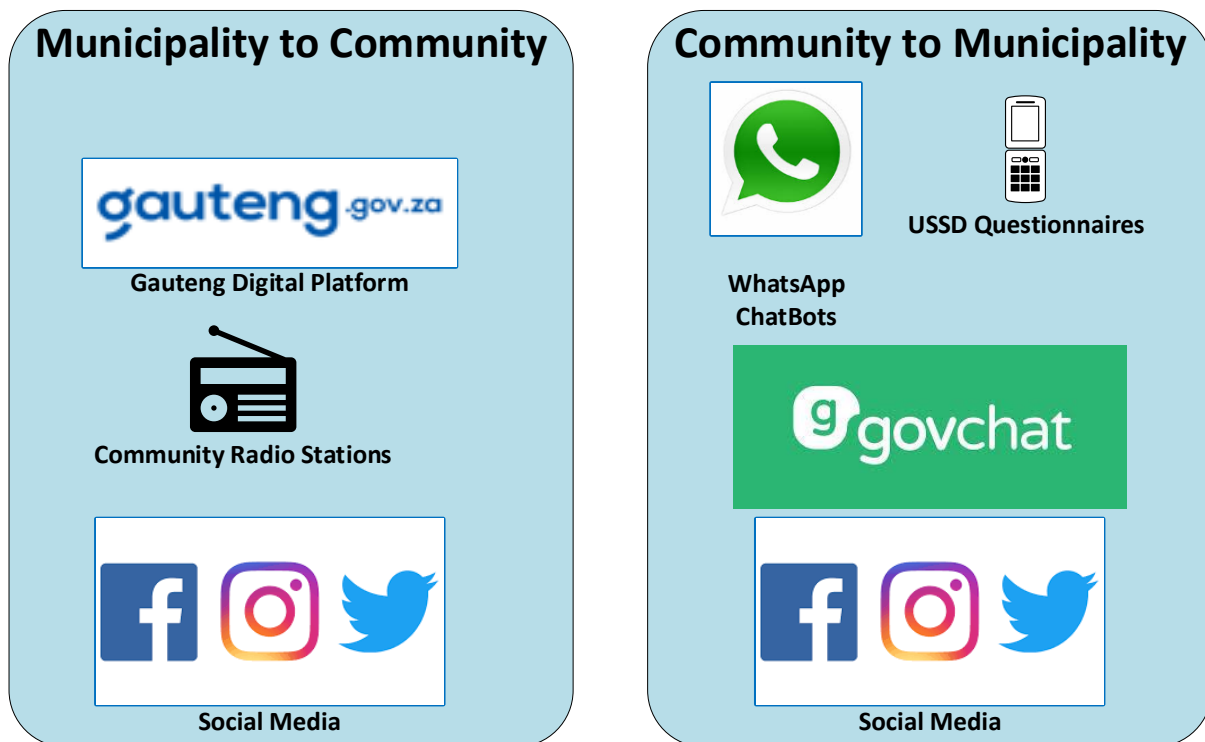 Municipality to Community
gauteng.gov.za
Gauteng Digital Platform
Community Radio Stations
Social Media
Community to Municipality
USSD Questionnaires
WhatsApp
ChatBots
g govchat
Social Media